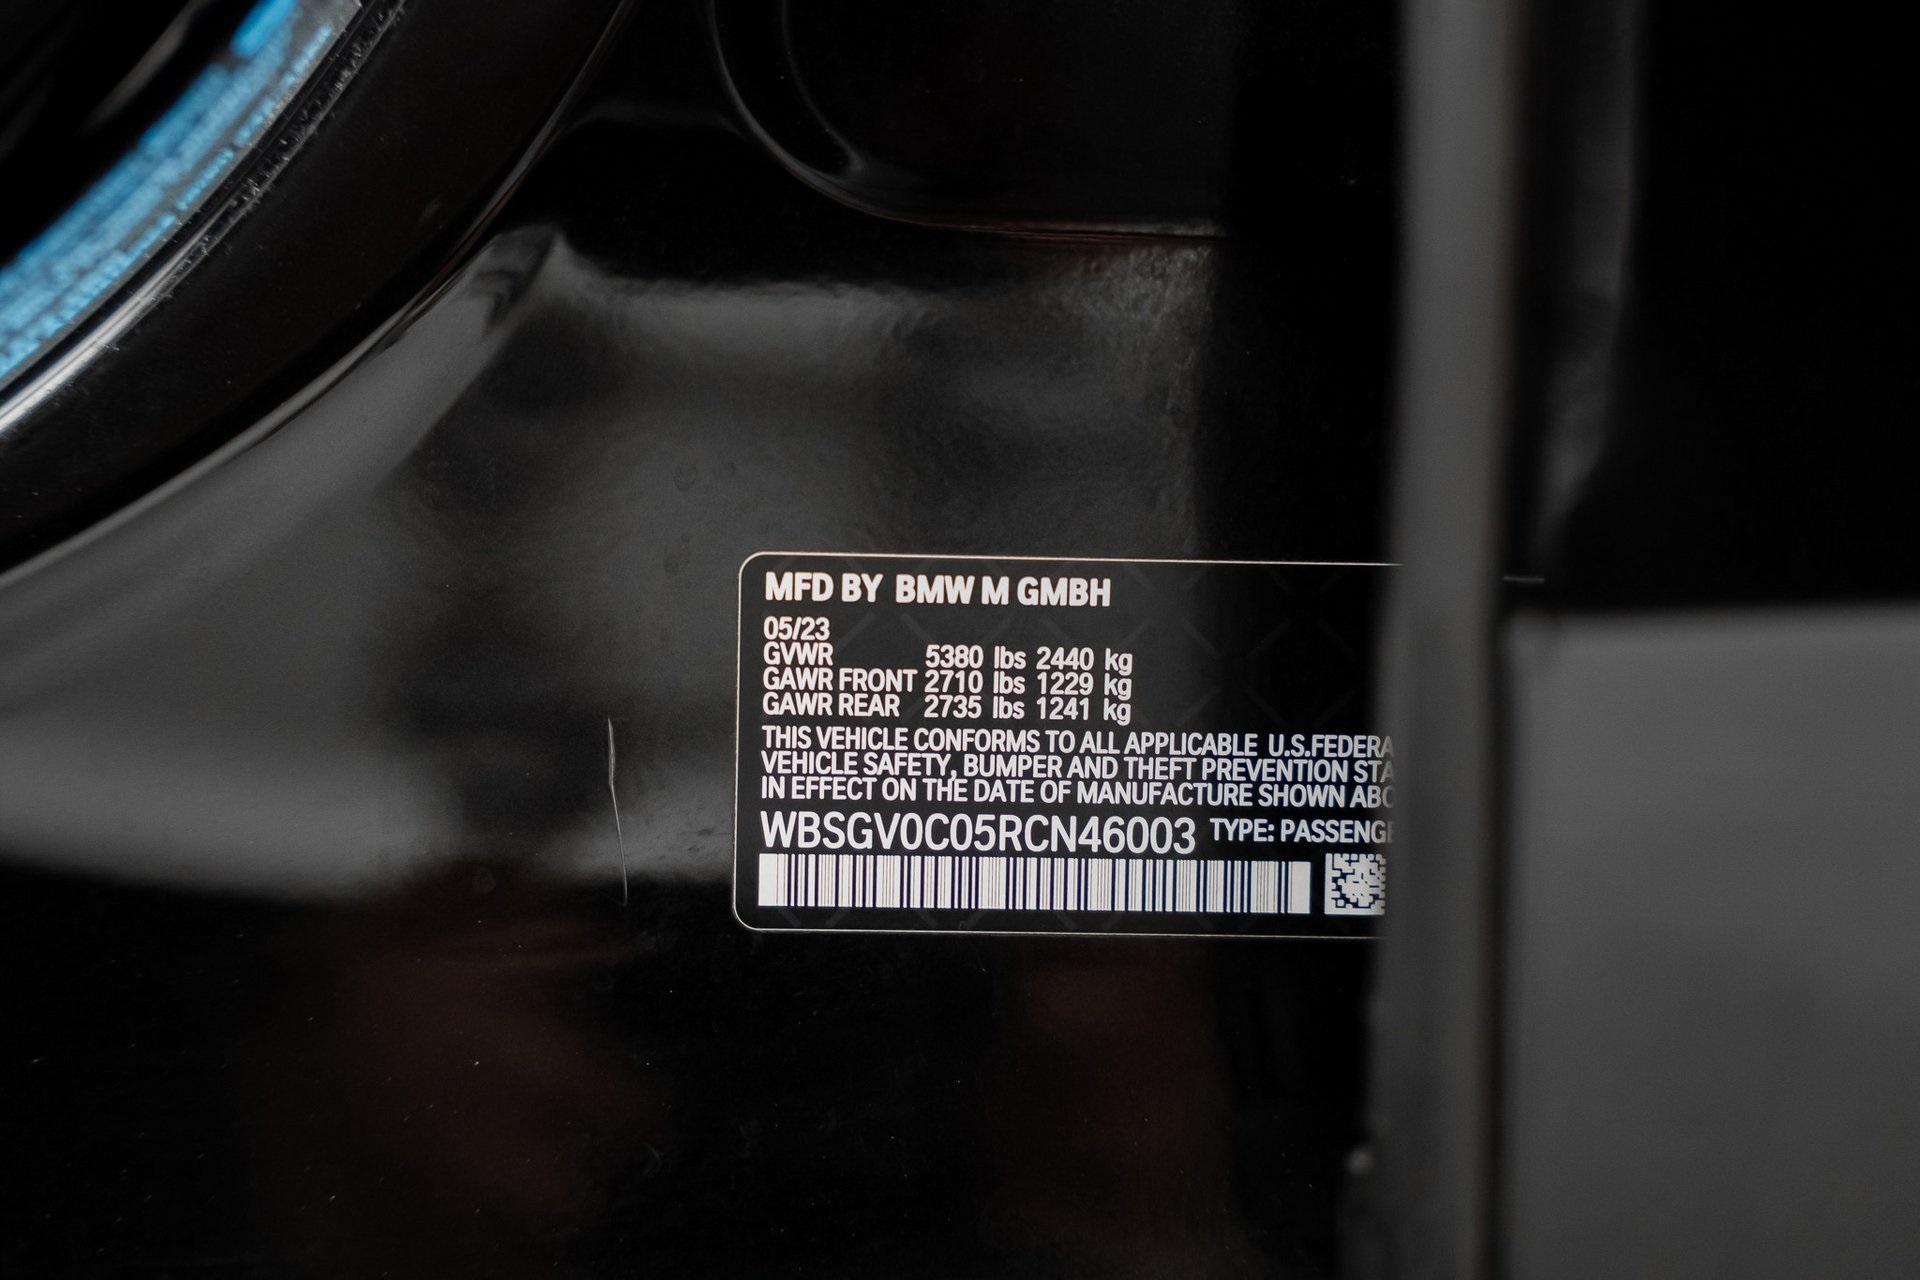 MFD BY BMW M GMBH
05/23
GVWR 5380 lbs 2440 kg
GAWR FRONT 2710 lbs 1229 kg
GAWR REAR 2735 lbs 1241 kg
THIS VEHICLE CONFORMS TO ALL APPLICABLE U.S.FEDERA
VEHICLE SAFETY, BUMPER AND THEFT PREVENTION STA
IN EFFECT ON THE DATE OF MANUFACTURE SHOWN ABO
WBSGV0C05RCN46003 TYPE: PASSENGE